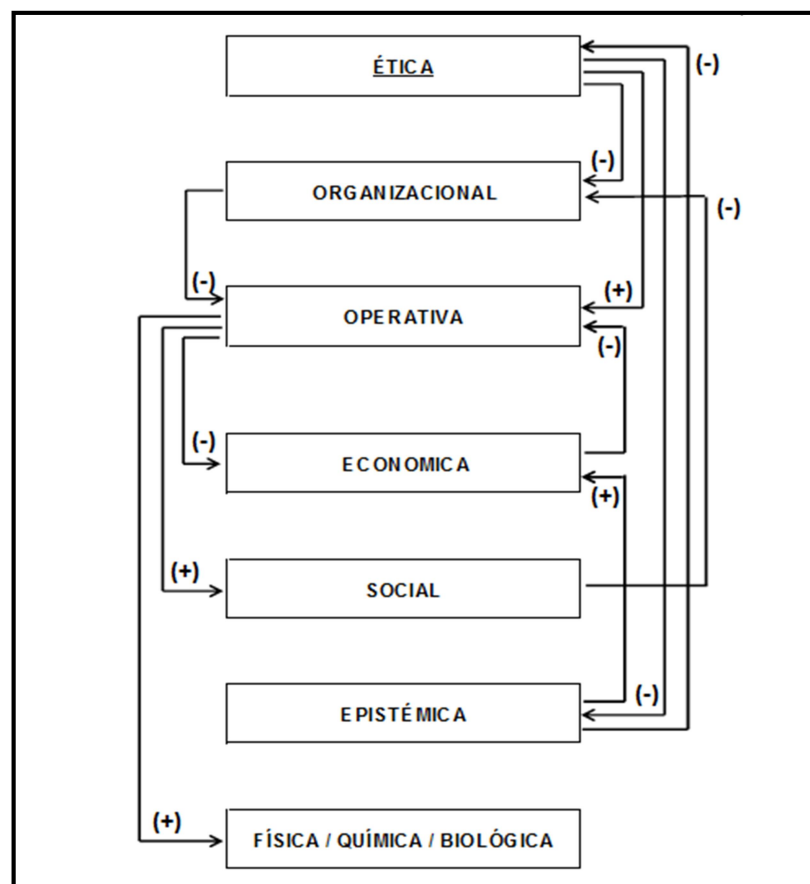 ÉTICA
(-)
(-)
ORGANIZACIONAL
(-)
(-)
(+)
OPERATIVA
(-)
(-)
ECONOMICA
(+)
(+)
SOCIAL
(-)
EPISTÉMICA
(+)
FÍSICA / QUÍMICA / BIOLÓGICA